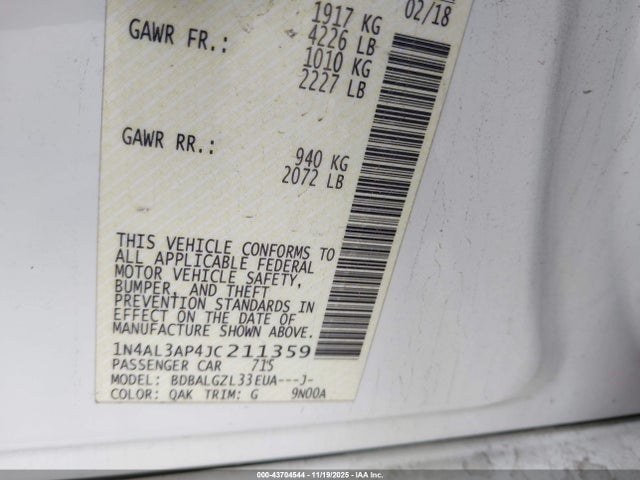 02/18
1917 KG
4226 LB
GAWR FR.: 1010 KG
2227 LB
GAWR RR.: 940 KG
2072 LB
THIS VEHICLE CONFORMS TO
ALL APPLICABLE FEDERAL
MOTOR VEHICLE SAFETY,
BUMPER, AND THEFT
PREVENTION STANDARDS IN
EFFECT ON THE DATE OF
MANUFACTURE SHOWN ABOVE.
1N4AL3AP4JC211359
PASSENGER CAR 715
MODEL: BDBALGZL33EUA---J-
COLOR: QAK TRIM: G 9N00A
000-43704544 - 11/19/2025 - IAA Inc.